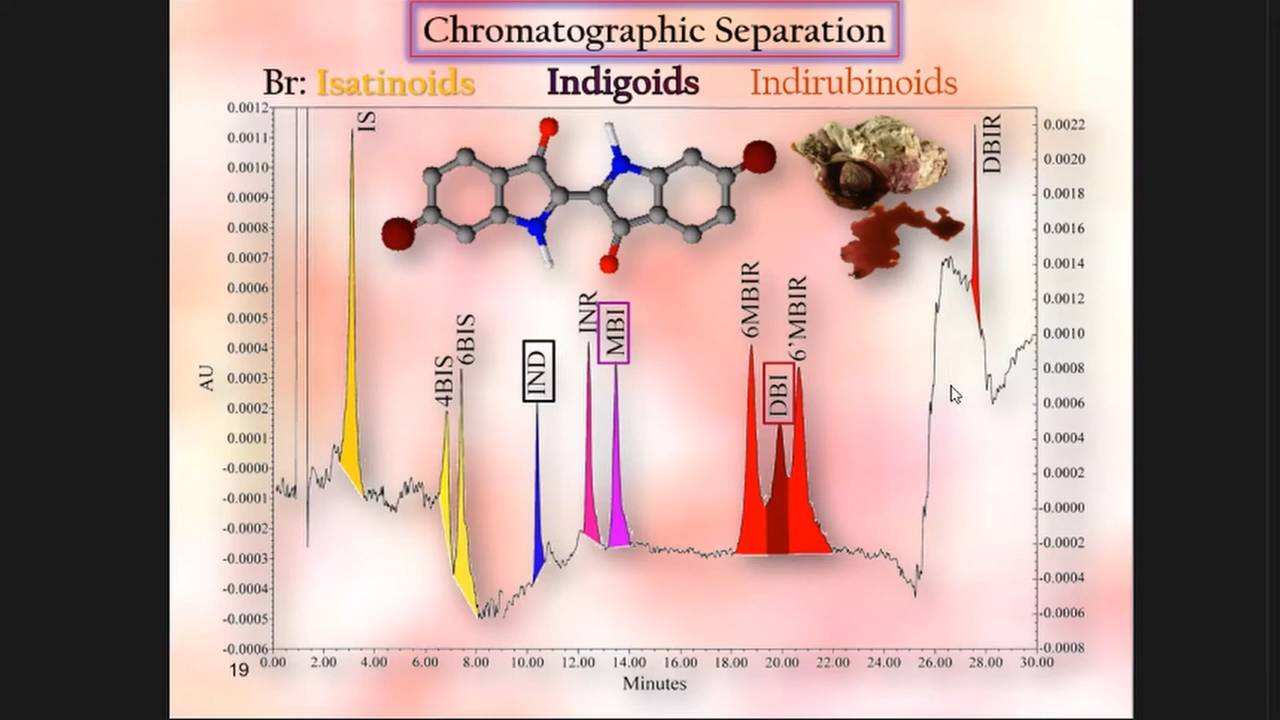 Chromatographic Separation
Br: Isatinoids Indigoids Indirubinoids
0.0012
0.0011
0.0010
0.0009
0.0008
0.0007
0.0006
0.0005
0.0004
0.0003
0.0002
0.0001
-0.0000
-0.0001
-0.0002
-0.0003
-0.0004
-0.0005
-0.0006
AU
IS
4BIS
6BIS
IND
INR
MBI
6MBIR
DBI
6’MBIR
DBIR
0.0022
0.0020
0.0018
0.0016
0.0014
0.0012
0.0010
0.0008
0.0006
0.0004
0.0002
-0.0000
-0.0002
-0.0004
-0.0006
-0.0008
0.00 2.00 4.00 6.00 8.00 10.00 12.00 14.00 16.00 18.00 20.00 22.00 24.00 26.00 28.00 30.00
Minutes
19